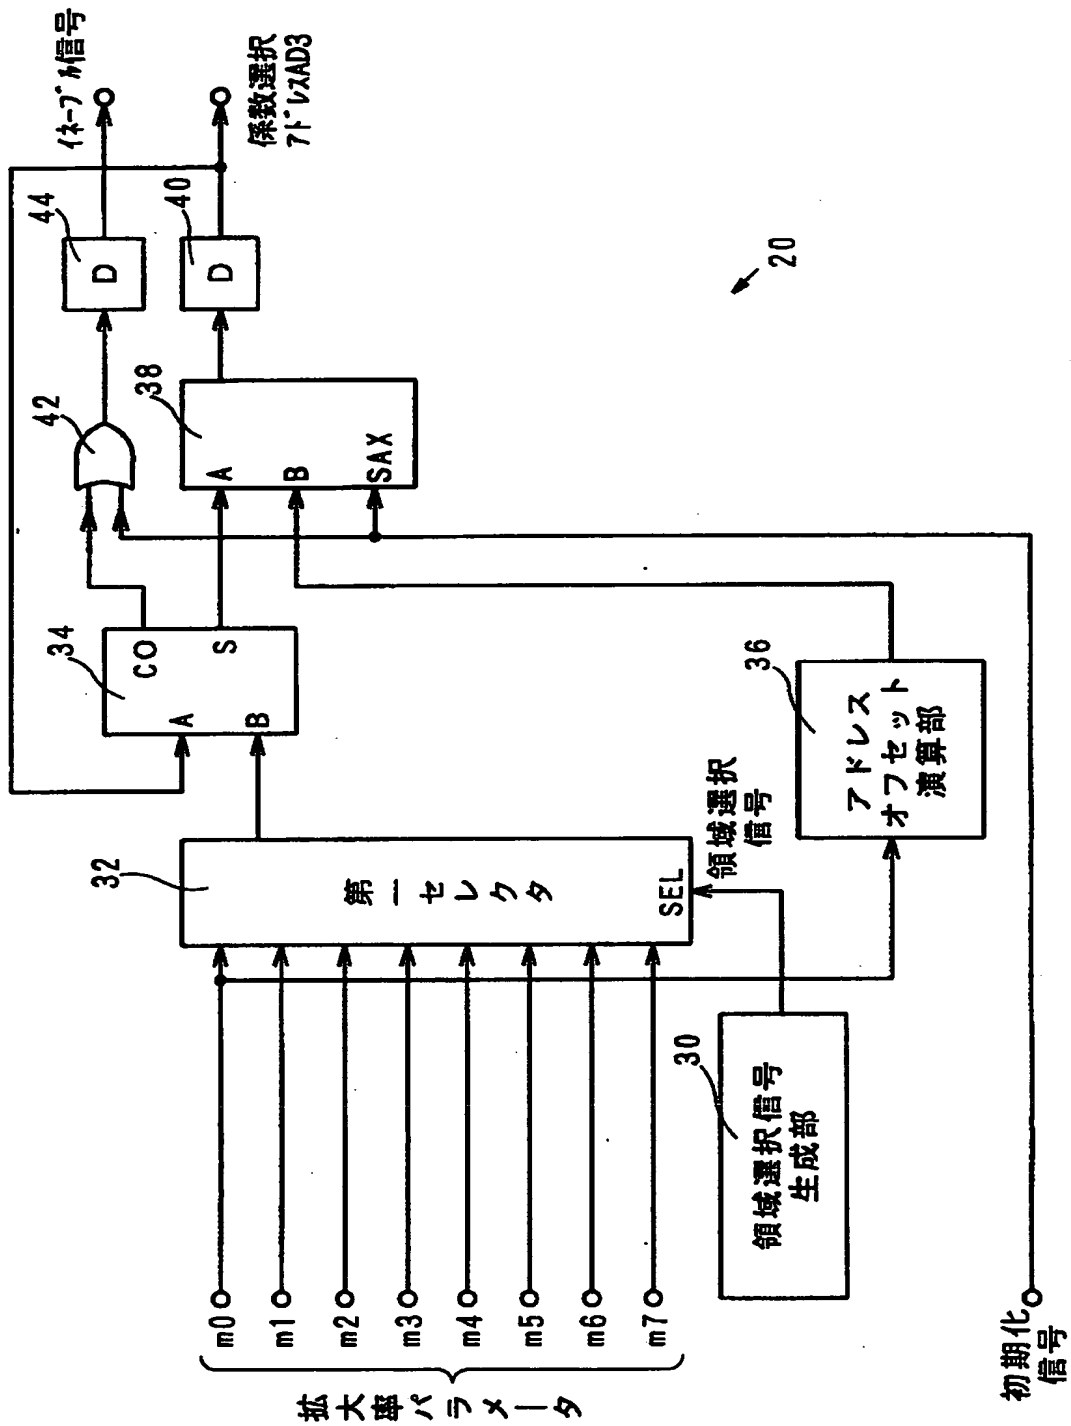 拡大率パラメータ
m0
m1
m2
m3
m4
m5
m6
m7
初期化
信号
30
領域選択信号
生成部
32
第一セレクタ
SEL
領域選択
信号
34
A
B
CO
S
36
アドレス
オフセット
演算部
38
A
B
SAX
42
44
D
40
D
イネーブル信号
係数選択
アドレスAD3
20